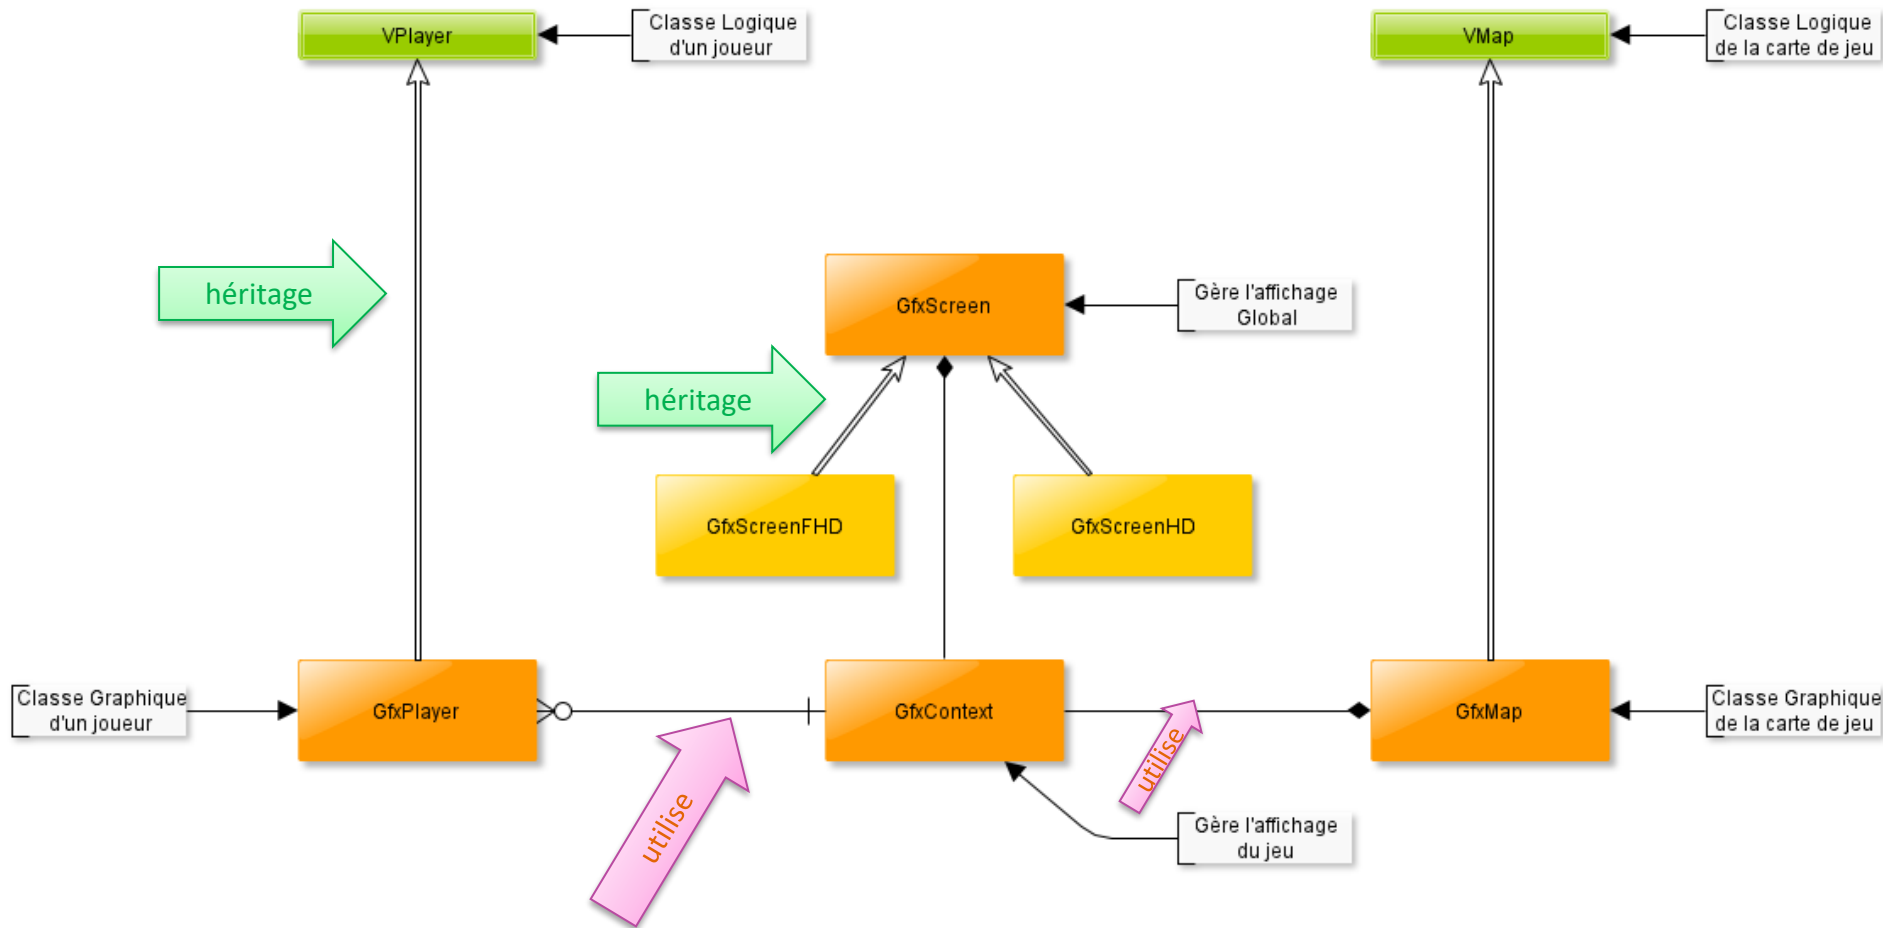 VPlayer
Classe Logique
d'un joueur
VMap
Classe Logique
de la carte de jeu
héritage
GfxScreen
Gère l'affichage
Global
héritage
GfxScreenFHD
GfxScreenHD
Classe Graphique
d'un joueur
GfxPlayer
GfxContext
GfxMap
Classe Graphique
de la carte de jeu
utilise
utilise
Gère l'affichage
du jeu